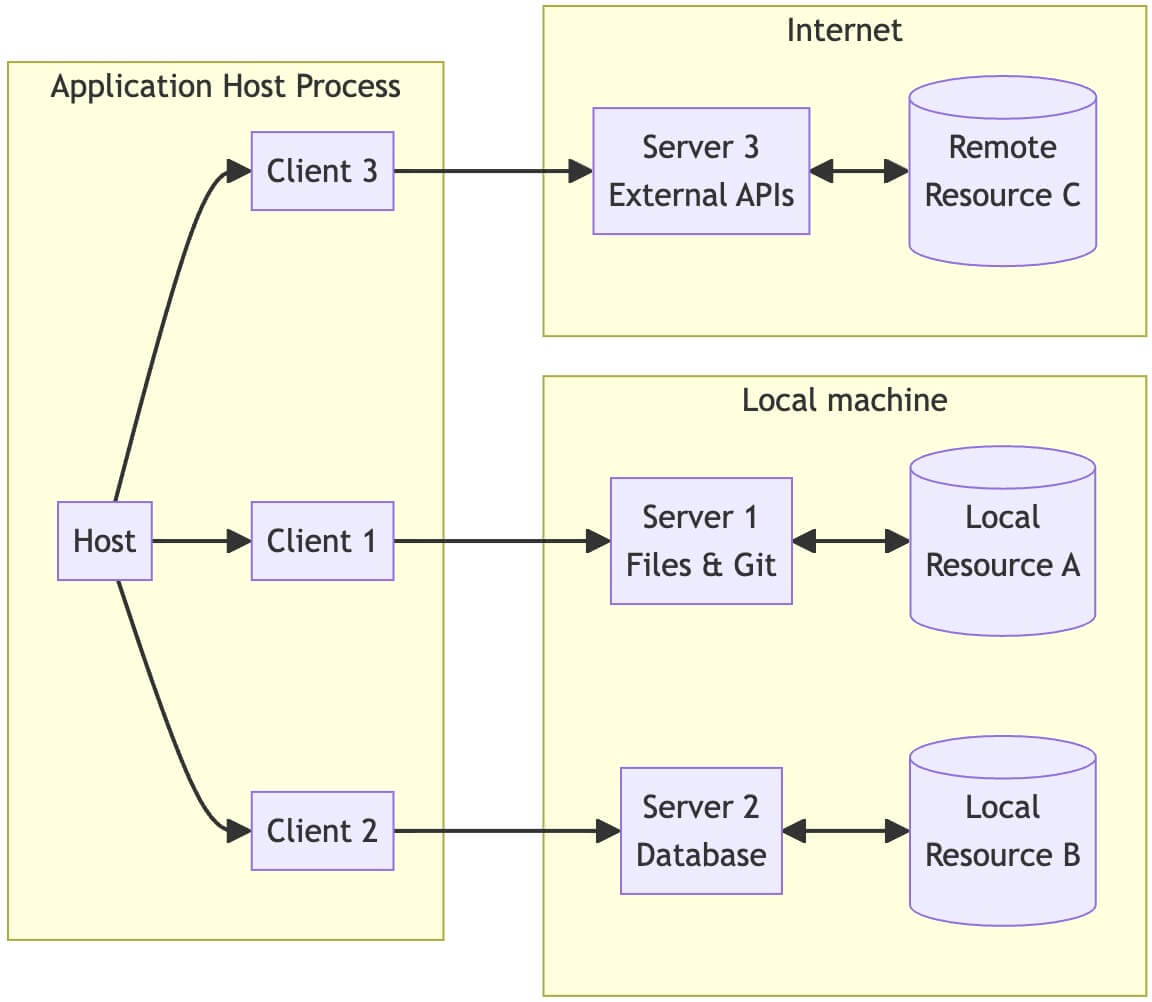 Internet
Application Host Process
Client 3
Server 3
External APIs
Remote
Resource C
Local machine
Host
Client 1
Server 1
Files & Git
Local
Resource A
Client 2
Server 2
Database
Local
Resource B